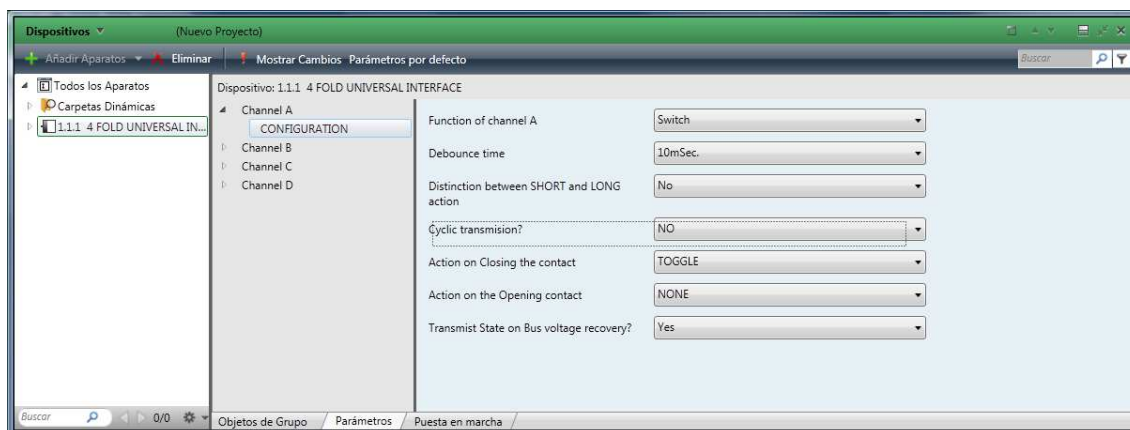 Dispositivos (Nuevo Proyecto)
Añadir Aparatos Eliminar Mostrar Cambios Parámetros por defecto Buscar
Todos los Aparatos
Carpetas Dinámicas
1.1.1 4 FOLD UNIVERSAL IN...
Dispositivo: 1.1.1 4 FOLD UNIVERSAL INTERFACE
Channel A
CONFIGURATION
Channel B
Channel C
Channel D
Function of channel A Switch
Debounce time 10mSec.
Distinction between SHORT and LONG No
action
Cyclic transmision? NO
Action on Closing the contact TOGGLE
Action on the Opening contact NONE
Transmist State on Bus voltage recovery? Yes
Buscar 0/0
Objetos de Grupo Parámetros Puesta en marcha